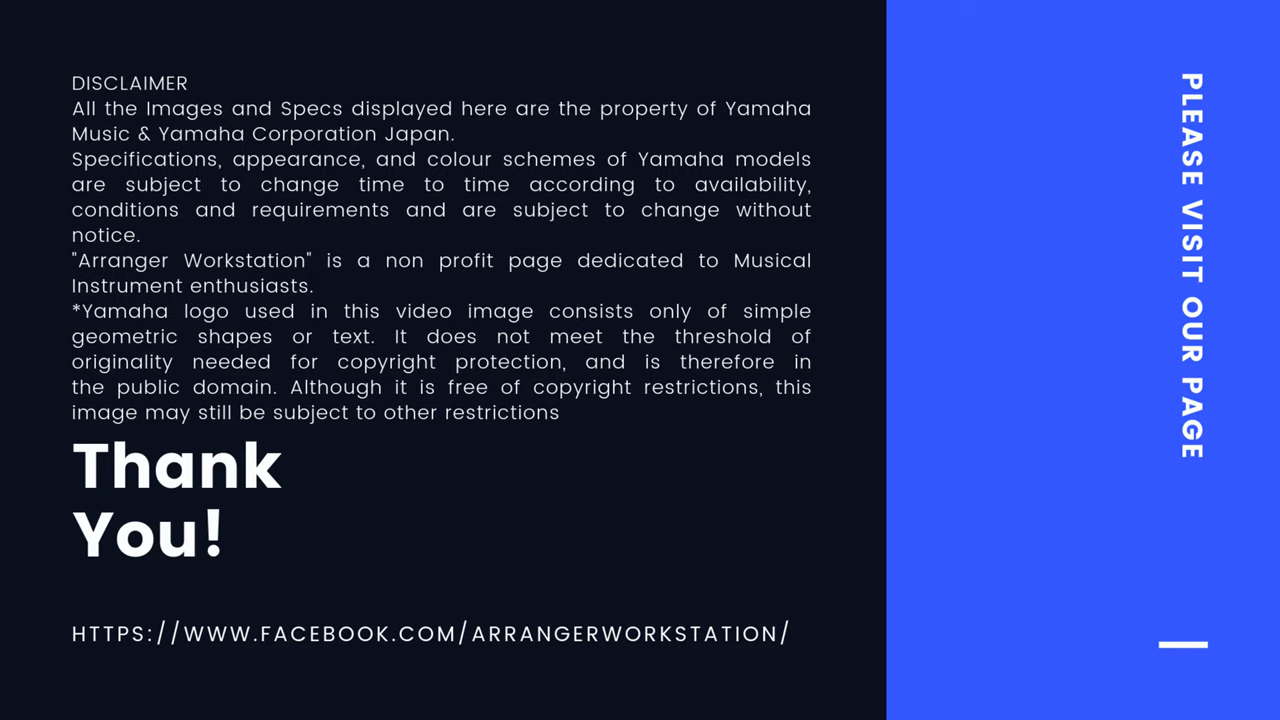 DISCLAIMER
All the Images and Specs displayed here are the property of Yamaha
Music & Yamaha Corporation Japan.
Specifications, appearance, and colour schemes of Yamaha models
are subject to change time to time according to availability,
conditions and requirements and are subject to change without
notice.
"Arranger Workstation" is a non profit page dedicated to Musical
Instrument enthusiasts.
*Yamaha logo used in this video image consists only of simple
geometric shapes or text. It does not meet the threshold of
originality needed for copyright protection, and is therefore in
the public domain. Although it is free of copyright restrictions, this
image may still be subject to other restrictions
Thank
You!
HTTPS://WWW.FACEBOOK.COM/ARRANGERWORKSTATION/
PLEASE VISIT OUR PAGE